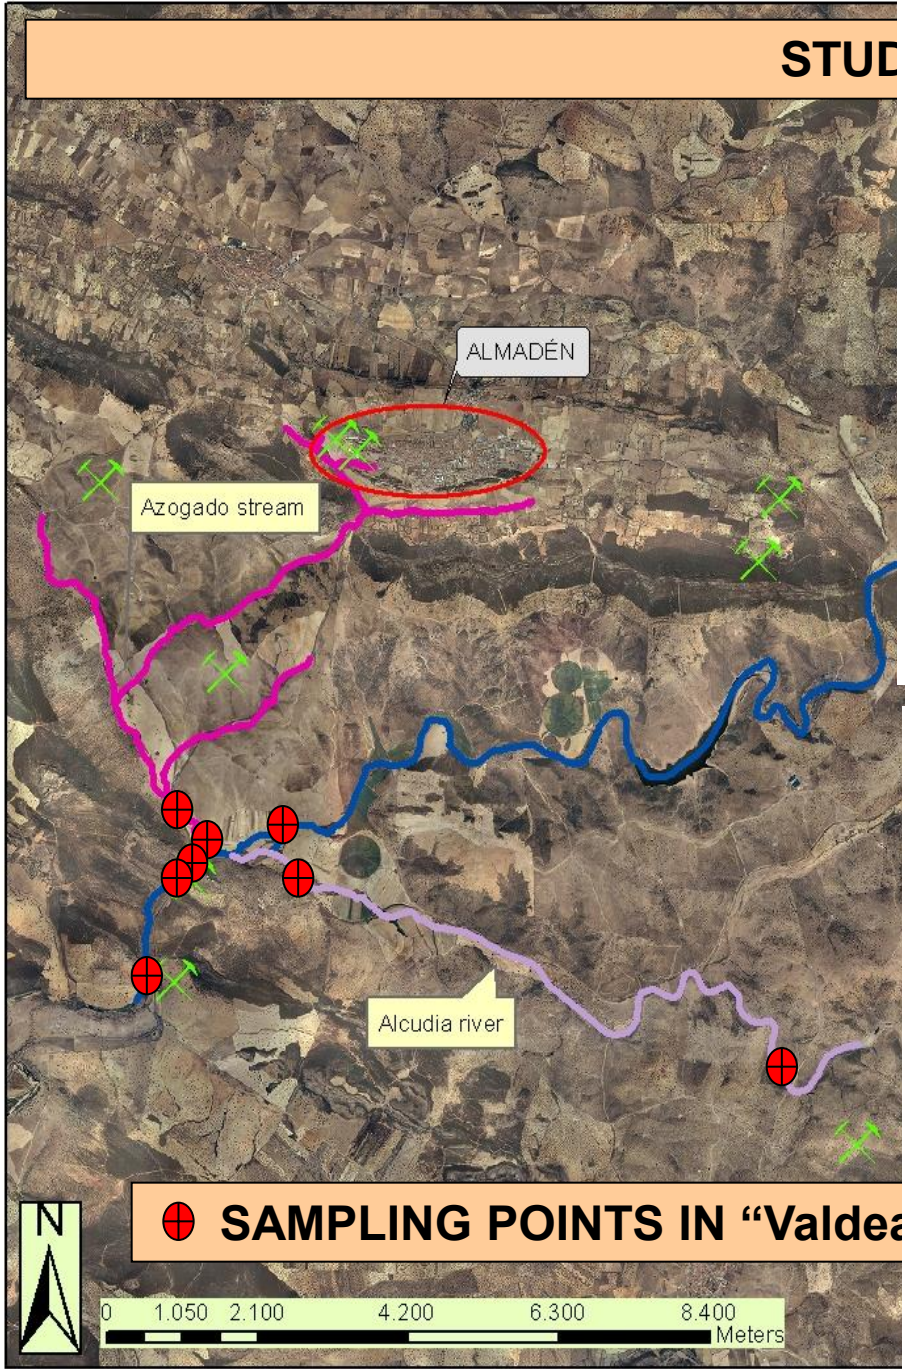 STUD
ALMADÉN
Azogado stream
Alcudia river
SAMPLING POINTS IN “Valdea
N
0 1.050 2.100 4.200 6.300 8.400
Meters